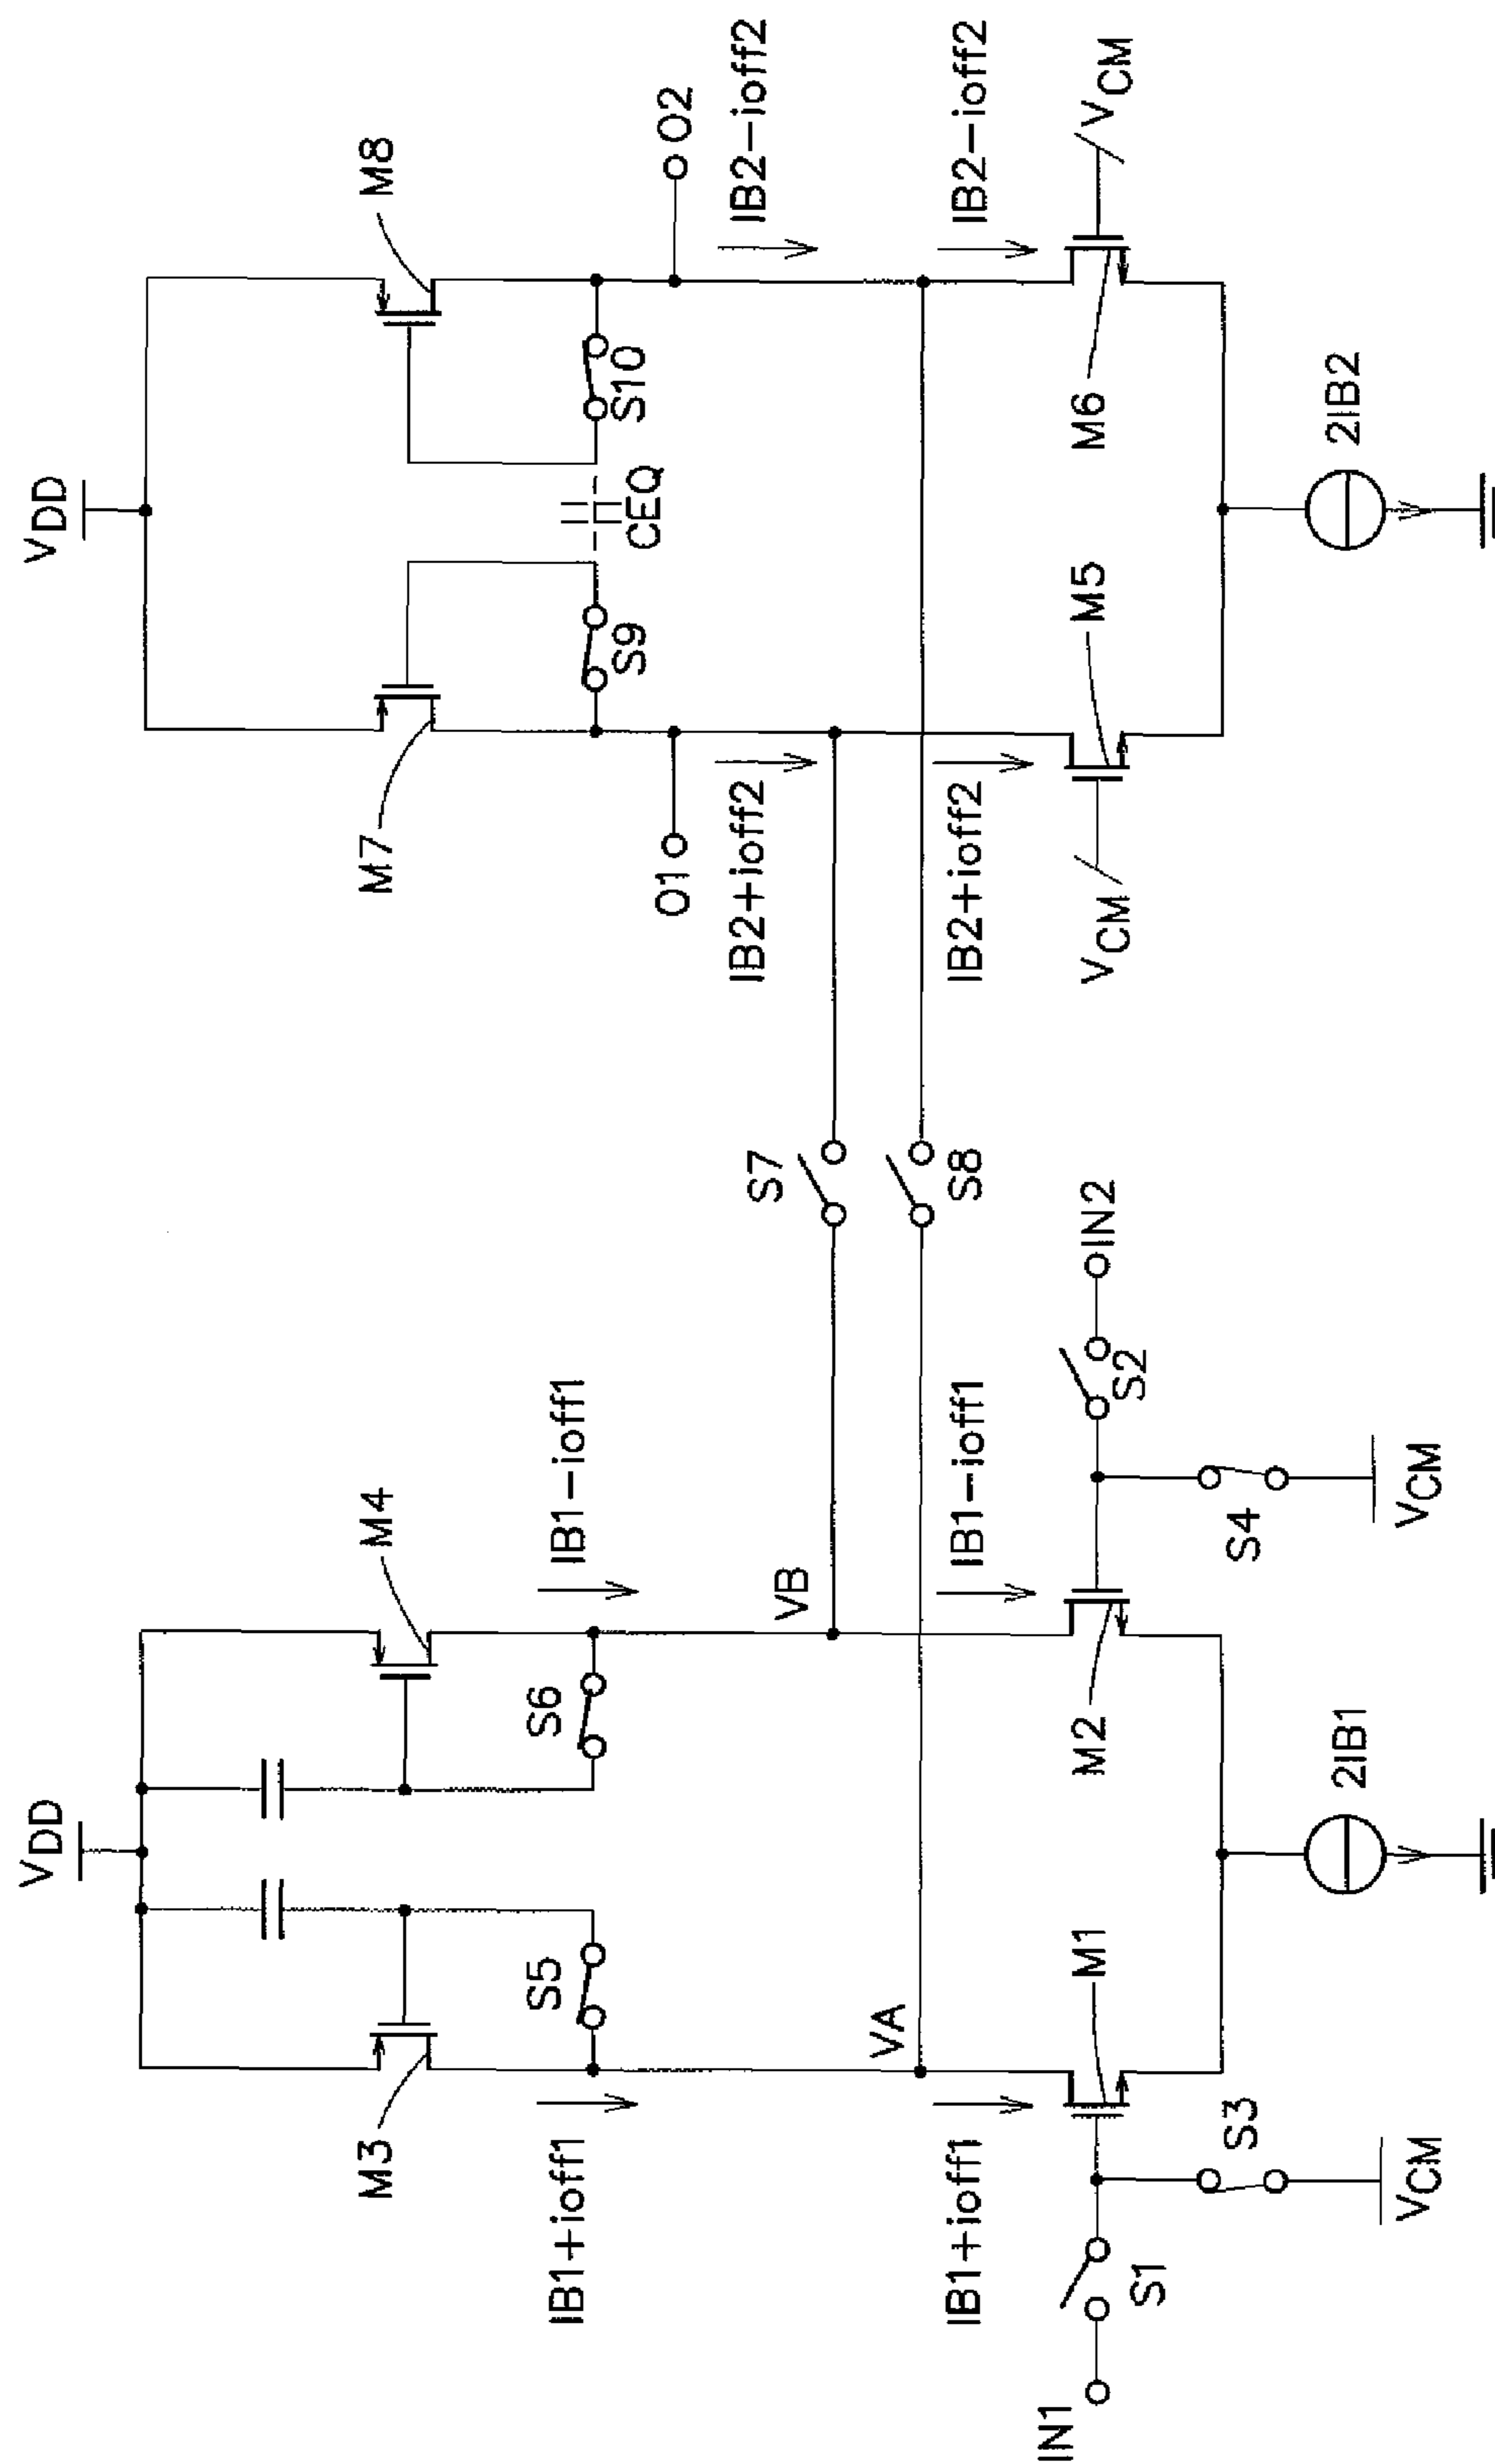 VDD
VDD
M3
M4
M7
M8
S5
S6
S9
CEQ
S10
IB1+ioff1
IB1-ioff1
O1
O2
IB2+ioff2
IB2-ioff2
VA
VB
S7
S8
IB1+ioff1
IB1-ioff1
IB2+ioff2
IB2-ioff2
IN1
S1
S3
VCM
M1
M2
S4
VCM
S2
IN2
VCM
M5
M6
VCM
2IB1
2IB2